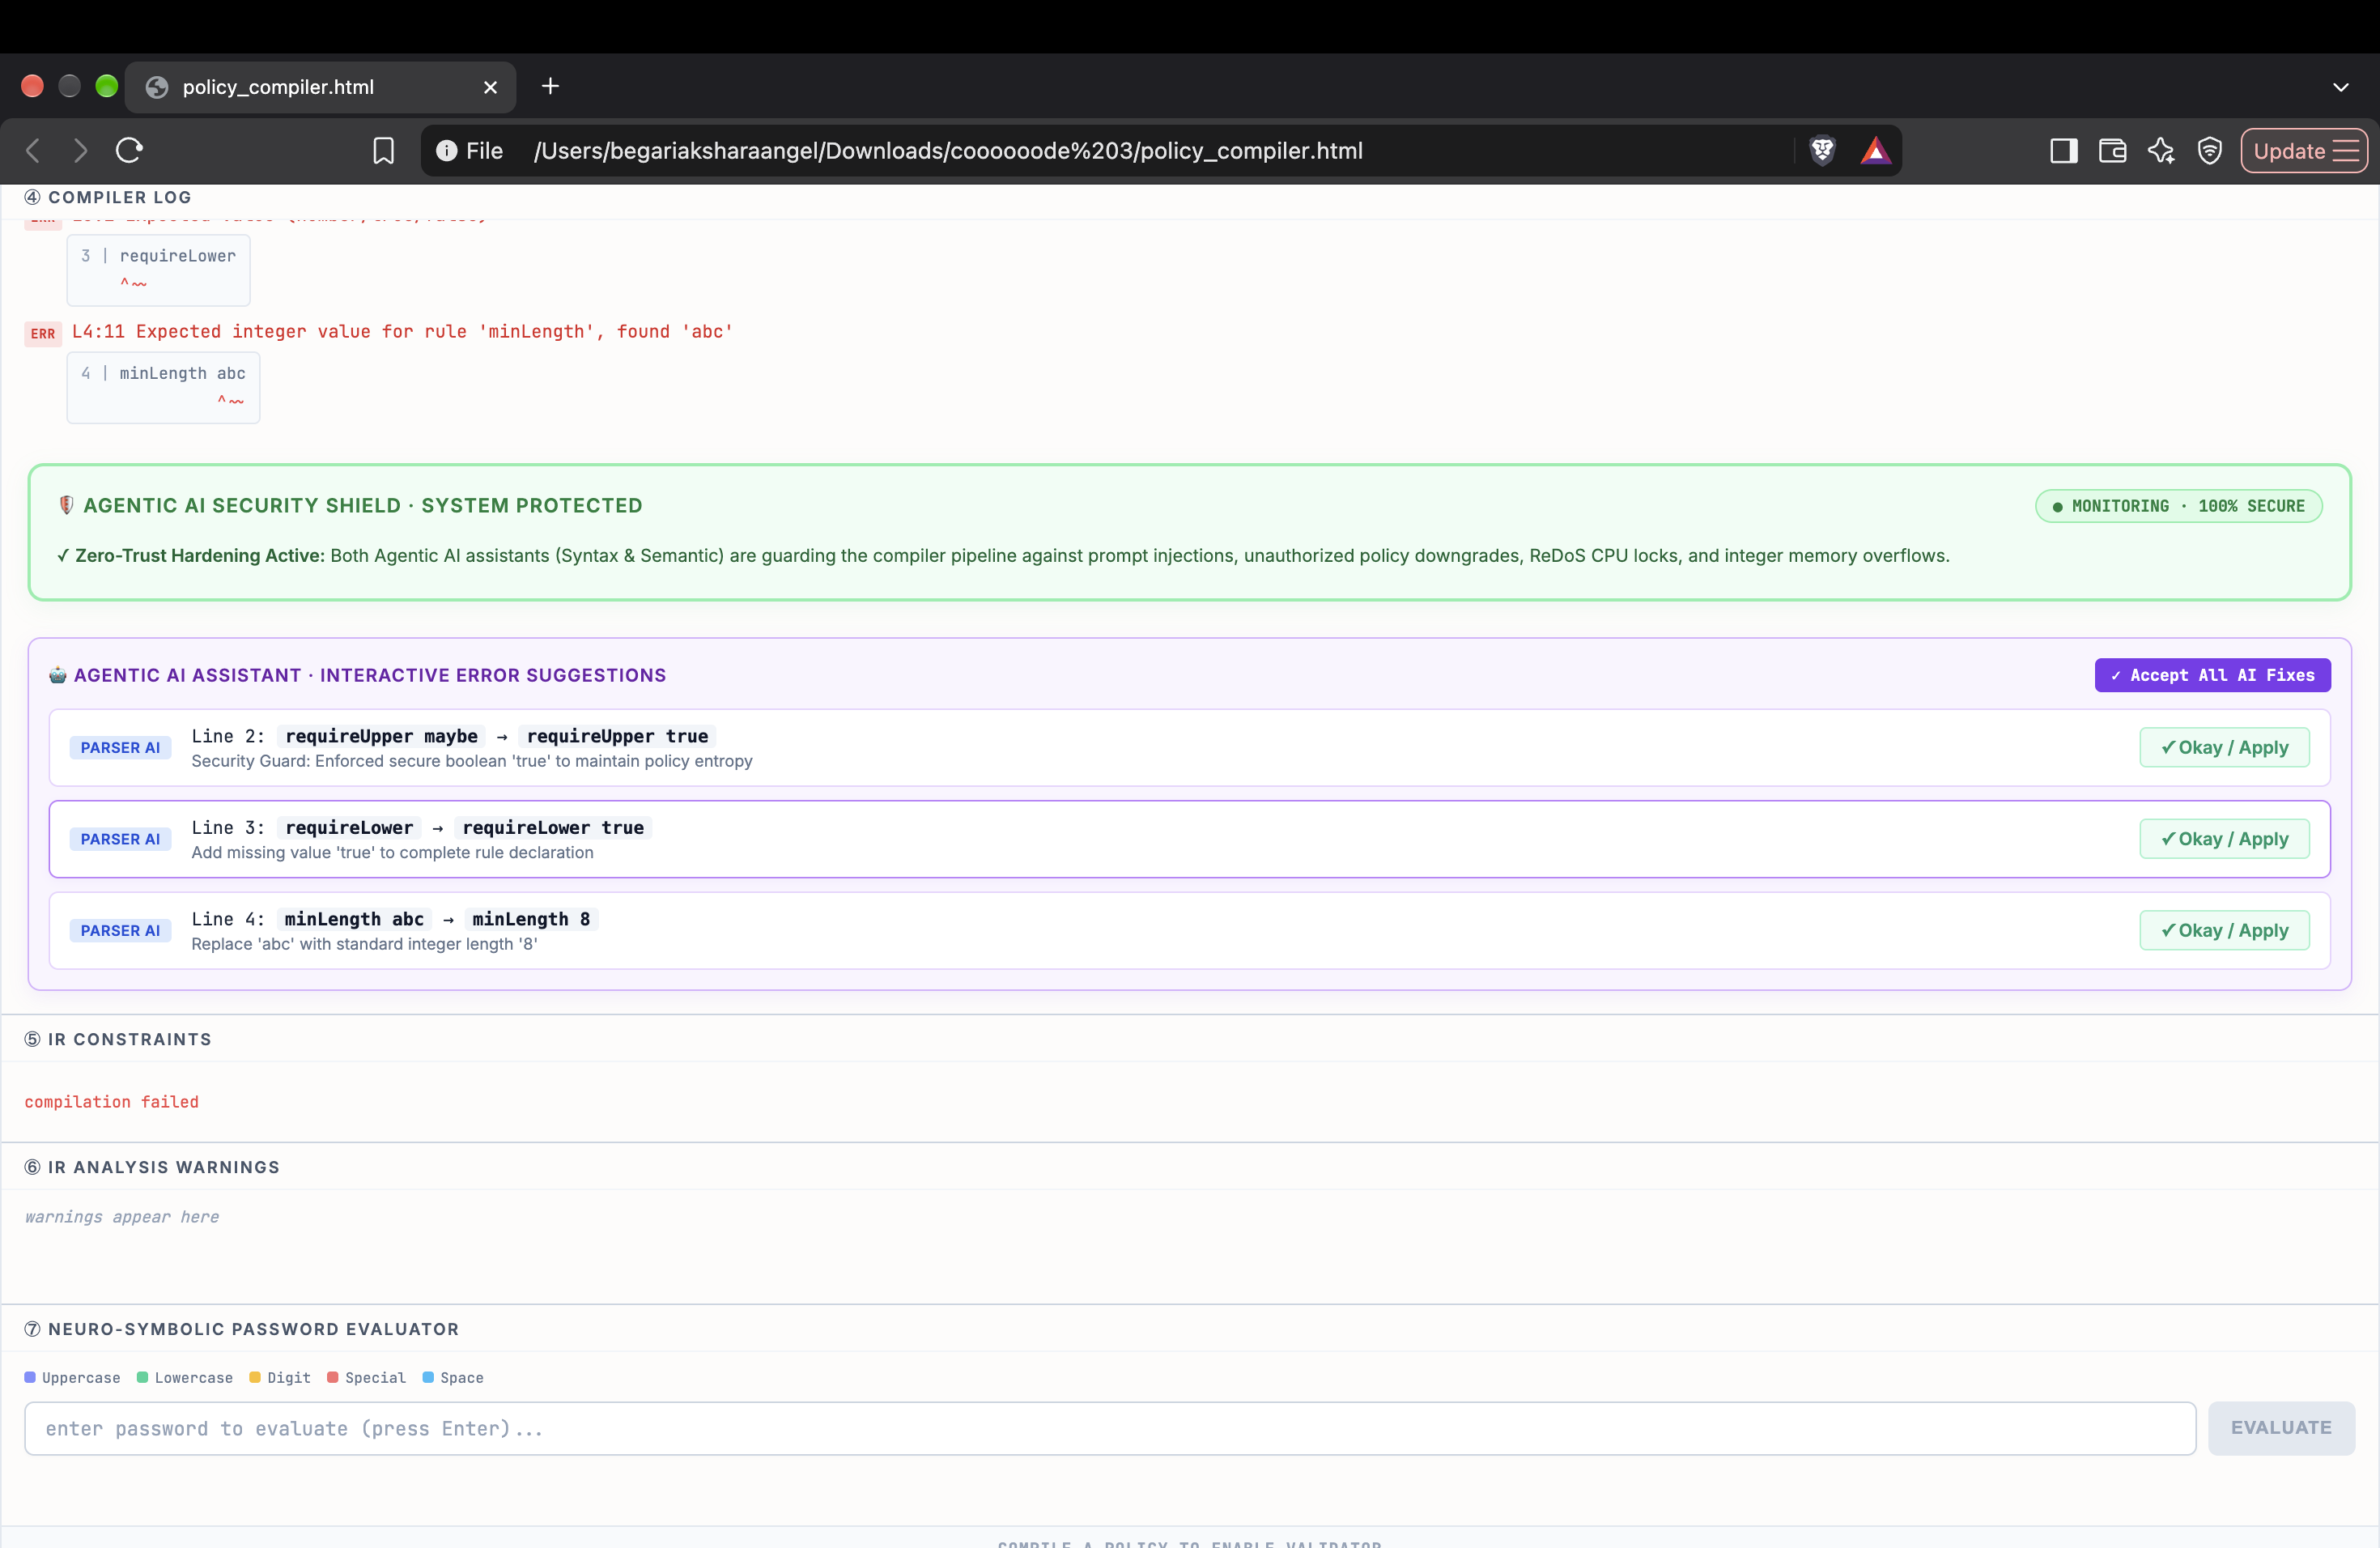 policy_compiler.html
File /Users/begariaksharaangel/Downloads/coooooode%203/policy_compiler.html
Update
④ COMPILER LOG
3 | requireLower
^~~
ERR L4:11 Expected integer value for rule 'minLength', found 'abc'
4 | minLength abc
^~~
AGENTIC AI SECURITY SHIELD · SYSTEM PROTECTED
● MONITORING · 100% SECURE
✓ Zero-Trust Hardening Active: Both Agentic AI assistants (Syntax & Semantic) are guarding the compiler pipeline against prompt injections, unauthorized policy downgrades, ReDoS CPU locks, and integer memory overflows.
AGENTIC AI ASSISTANT · INTERACTIVE ERROR SUGGESTIONS
✓ Accept All AI Fixes
PARSER AI
Line 2: requireUpper maybe → requireUpper true
Security Guard: Enforced secure boolean 'true' to maintain policy entropy
✓ Okay / Apply
PARSER AI
Line 3: requireLower → requireLower true
Add missing value 'true' to complete rule declaration
✓ Okay / Apply
PARSER AI
Line 4: minLength abc → minLength 8
Replace 'abc' with standard integer length '8'
✓ Okay / Apply
⑤ IR CONSTRAINTS
compilation failed
⑥ IR ANALYSIS WARNINGS
warnings appear here
⑦ NEURO-SYMBOLIC PASSWORD EVALUATOR
Uppercase Lowercase Digit Special Space
enter password to evaluate (press Enter)...
EVALUATE
COMPILE A POLICY TO ENABLE VALIDATOR